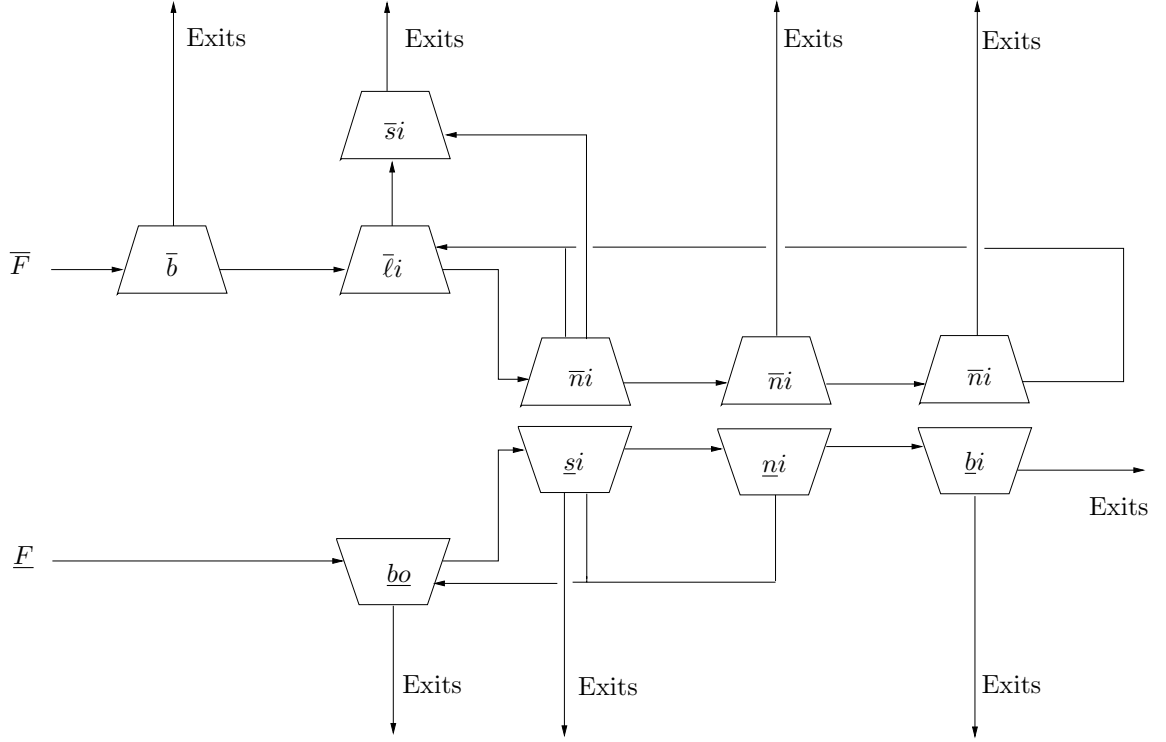 Exits
Exits
Exits
Exits
s̅i
F̅
b̅
ℓ̅i
n̅i
n̅i
n̅i
s̲i
n̲i
b̲i
Exits
F̲
b̲o̲
Exits
Exits
Exits